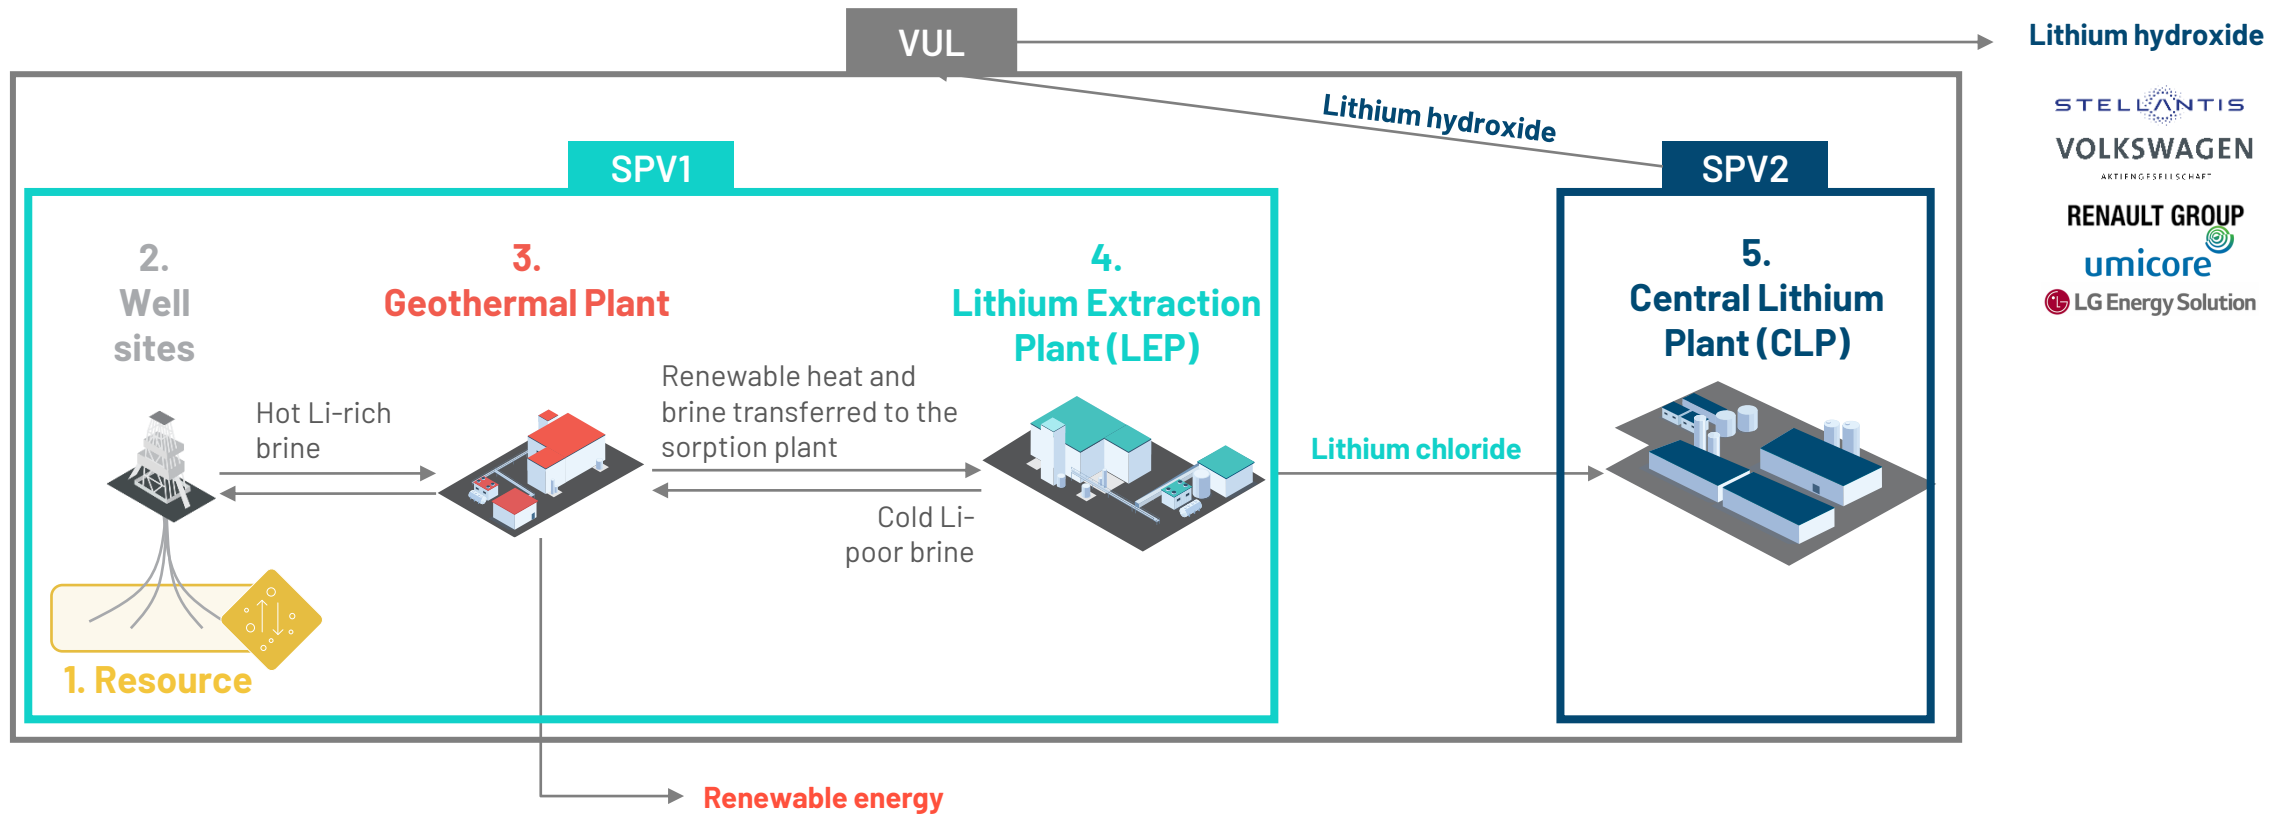 VUL
Lithium hydroxide
Lithium hydroxide
STELLANTIS
VOLKSWAGEN
AKTIENGESELLSCHAFT
RENAULT GROUP
umicore
LG Energy Solution
SPV1
SPV2
2.
Well
sites
3.
Geothermal Plant
4.
Lithium Extraction
Plant (LEP)
5.
Central Lithium
Plant (CLP)
Hot Li-rich
brine
Renewable heat and
brine transferred to the
sorption plant
Cold Li-
poor brine
Lithium chloride
1. Resource
Renewable energy